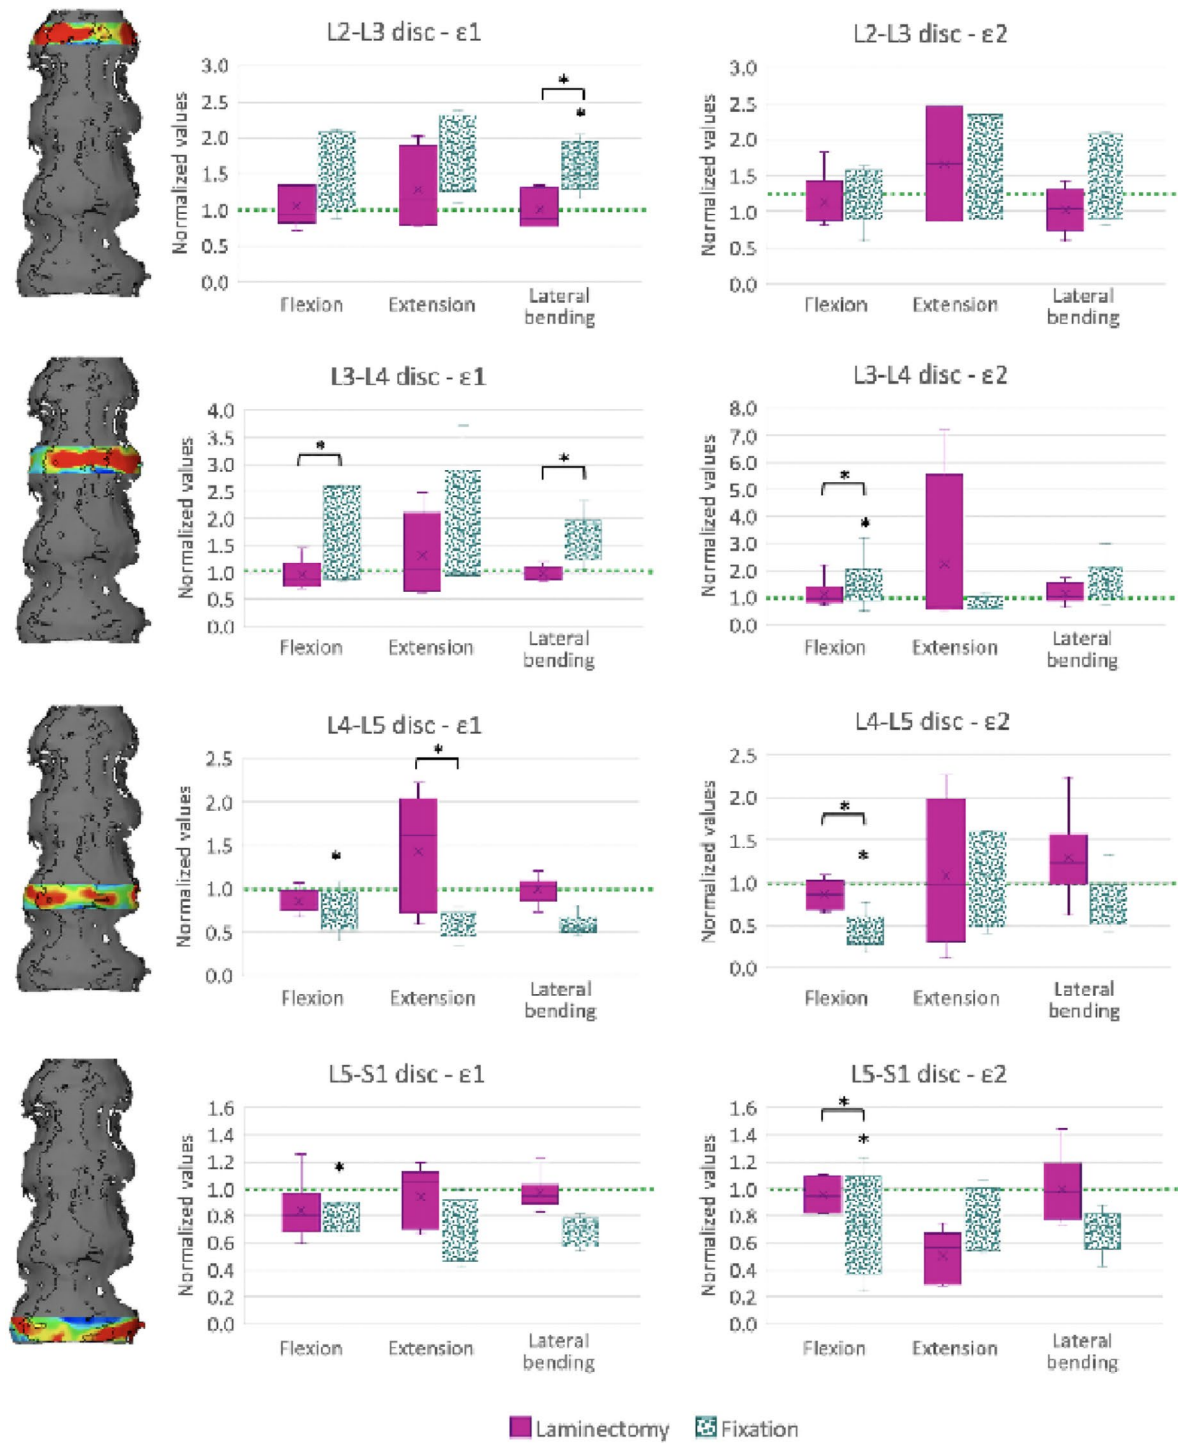 L2-L3 disc - ε1
Normalized values
3.0
2.5
2.0
1.5
1.0
0.5
0.0
*
*
Flexion
Extension
Lateral
bending
L2-L3 disc - ε2
Normalized values
3.0
2.5
2.0
1.5
1.0
0.5
0.0
Flexion
Extension
Lateral
bending
L3-L4 disc - ε1
Normalized values
4.0
3.5
3.0
2.5
2.0
1.5
1.0
0.5
0.0
*
*
Flexion
Extension
Lateral
bending
L3-L4 disc - ε2
Normalized values
8.0
7.0
6.0
5.0
4.0
3.0
2.0
1.0
0.0
*
*
Flexion
Extension
Lateral
bending
L4-L5 disc - ε1
Normalized values
2.5
2.0
1.5
1.0
0.5
0.0
*
*
Flexion
Extension
Lateral
bending
L4-L5 disc - ε2
Normalized values
2.5
2.0
1.5
1.0
0.5
0.0
*
*
Flexion
Extension
Lateral
bending
L5-S1 disc - ε1
Normalized values
1.6
1.4
1.2
1.0
0.8
0.6
0.4
0.2
0.0
*
Flexion
Extension
Lateral
bending
L5-S1 disc - ε2
Normalized values
1.6
1.4
1.2
1.0
0.8
0.6
0.4
0.2
0.0
*
*
Flexion
Extension
Lateral
bending
Laminectomy
Fixation